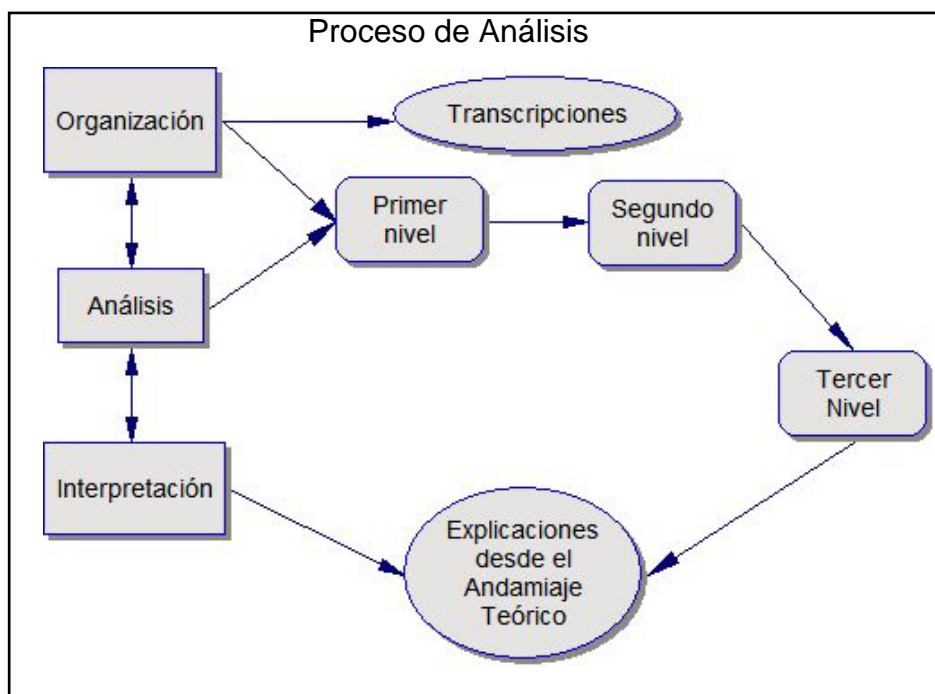 Proceso de Análisis
Organización
Transcripciones
Primer
nivel
Segundo
nivel
Análisis
Tercer
Nivel
Interpretación
Explicaciones
desde el
Andamiaje
Teórico